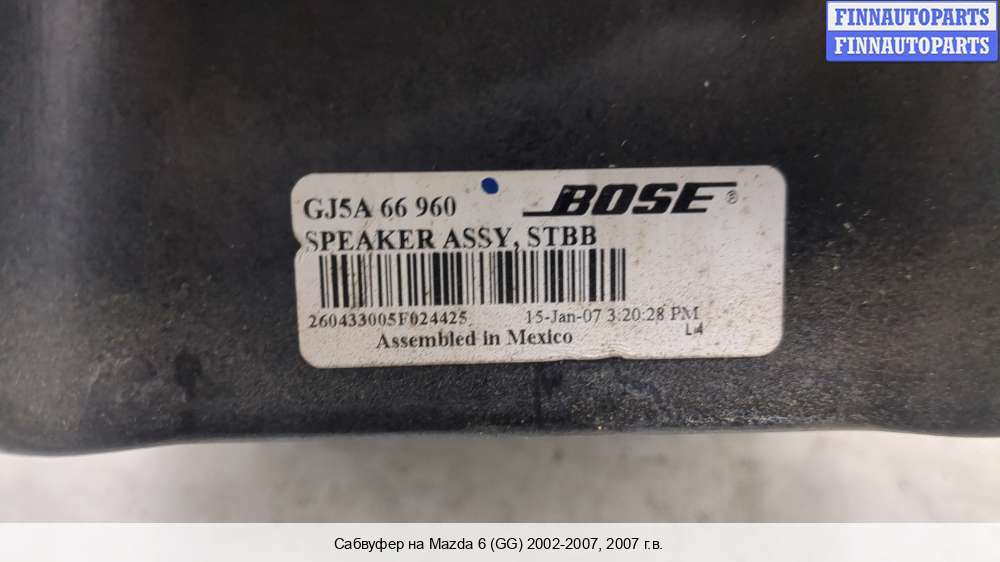 FINNAUTOPARTS
FINNAUTOPARTS
GJ5A 66 960
BOSE ®
SPEAKER ASSY, STBB
260433005F024425
15-Jan-07 3:20:28 PM
L4
Assembled in Mexico
Сабвуфер на Mazda 6 (GG) 2002-2007, 2007 г.в.